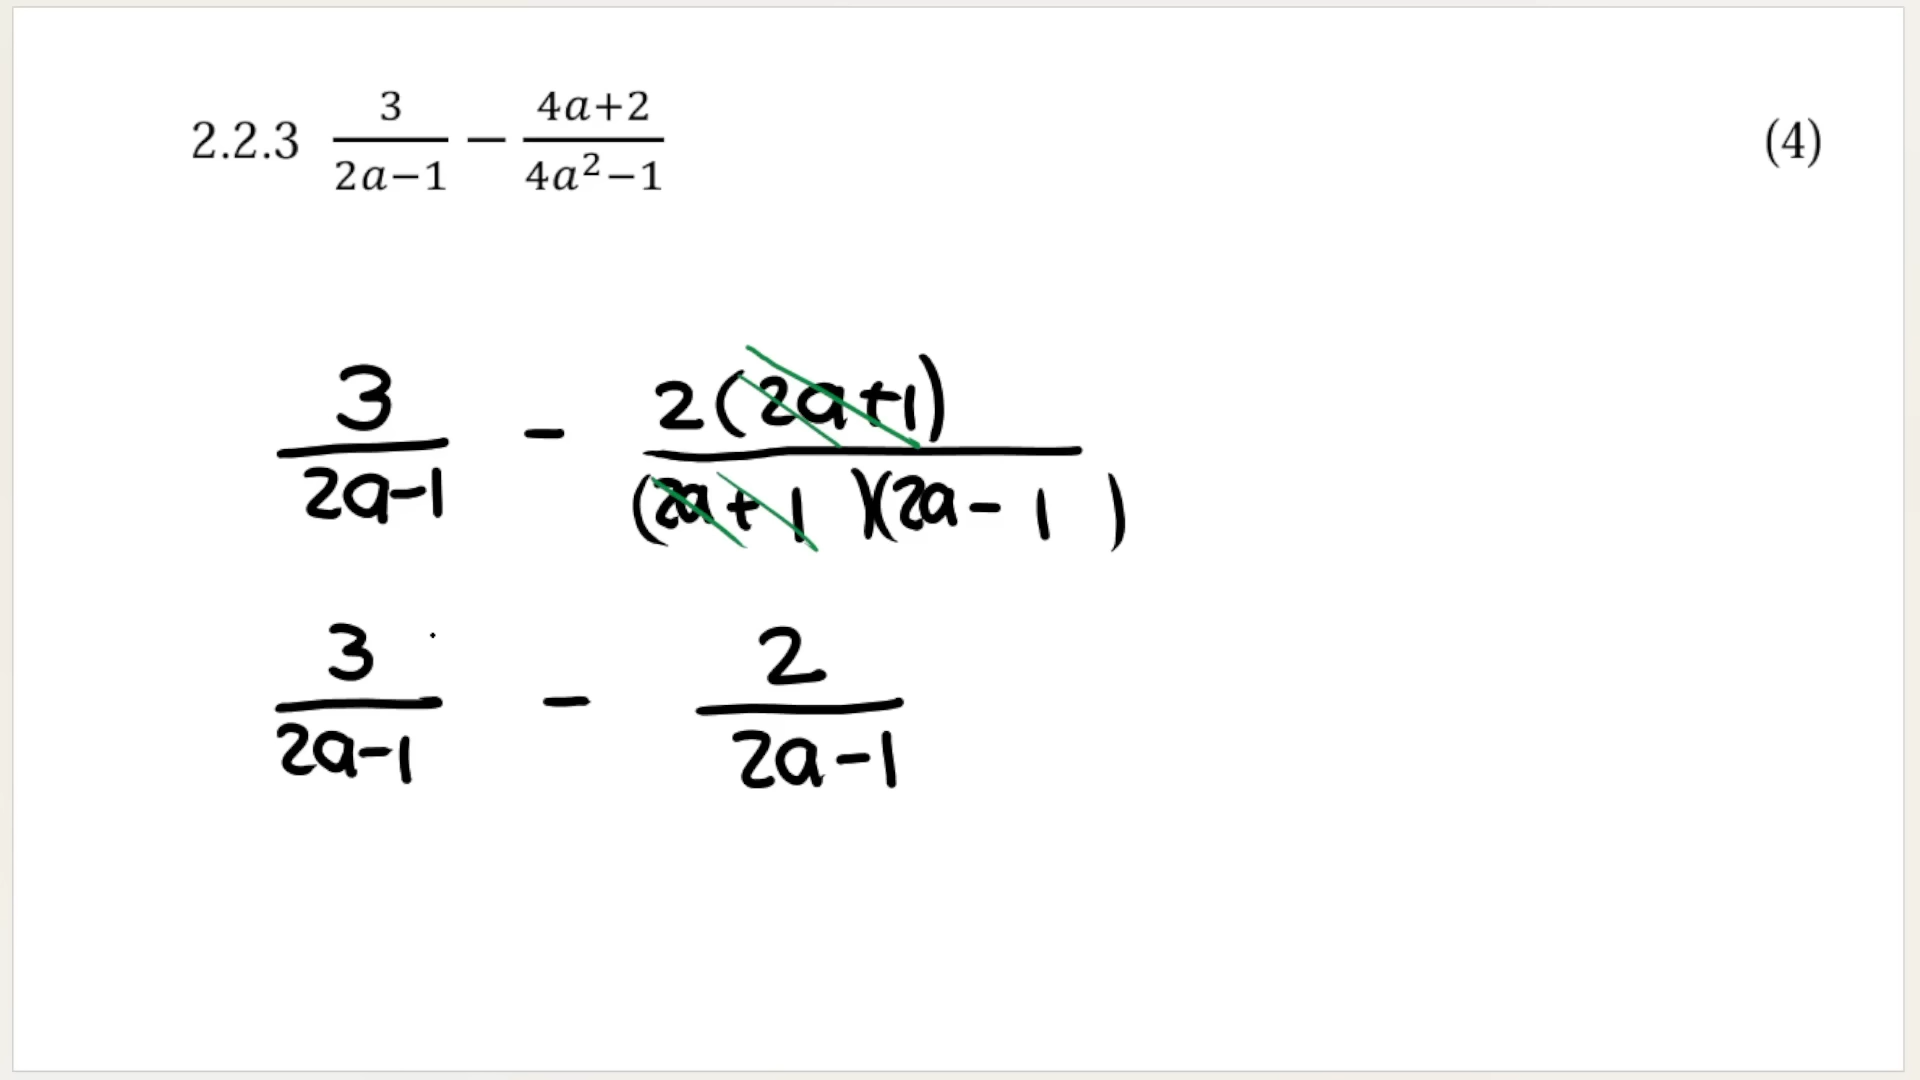 2.2.3 3/(2a−1) − (4a+2)/(4a²−1) (4)
3/(2a-1) - 2(2a+1)/((2a+1)(2a-1))
3/(2a-1) - 2/(2a-1)